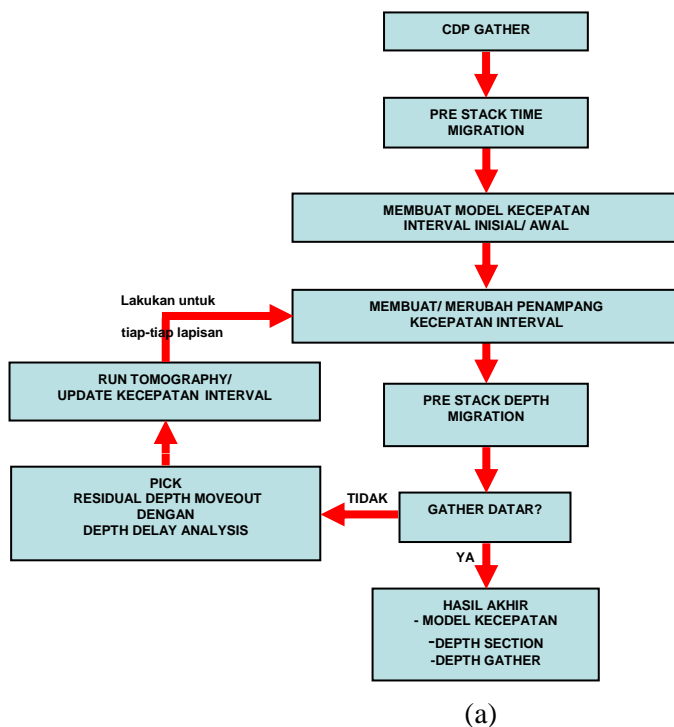 CDP GATHER
PRE STACK TIME
MIGRATION
MEMBUAT MODEL KECEPATAN
INTERVAL INISIAL/ AWAL
Lakukan untuk
tiap-tiap lapisan
MEMBUAT/ MERUBAH PENAMPANG
KECEPATAN INTERVAL
RUN TOMOGRAPHY/
UPDATE KECEPATAN INTERVAL
PRE STACK DEPTH
MIGRATION
PICK
RESIDUAL DEPTH MOVEOUT
DENGAN
DEPTH DELAY ANALYSIS
TIDAK
GATHER DATAR?
YA
HASIL AKHIR
- MODEL KECEPATAN
-DEPTH SECTION
-DEPTH GATHER
(a)